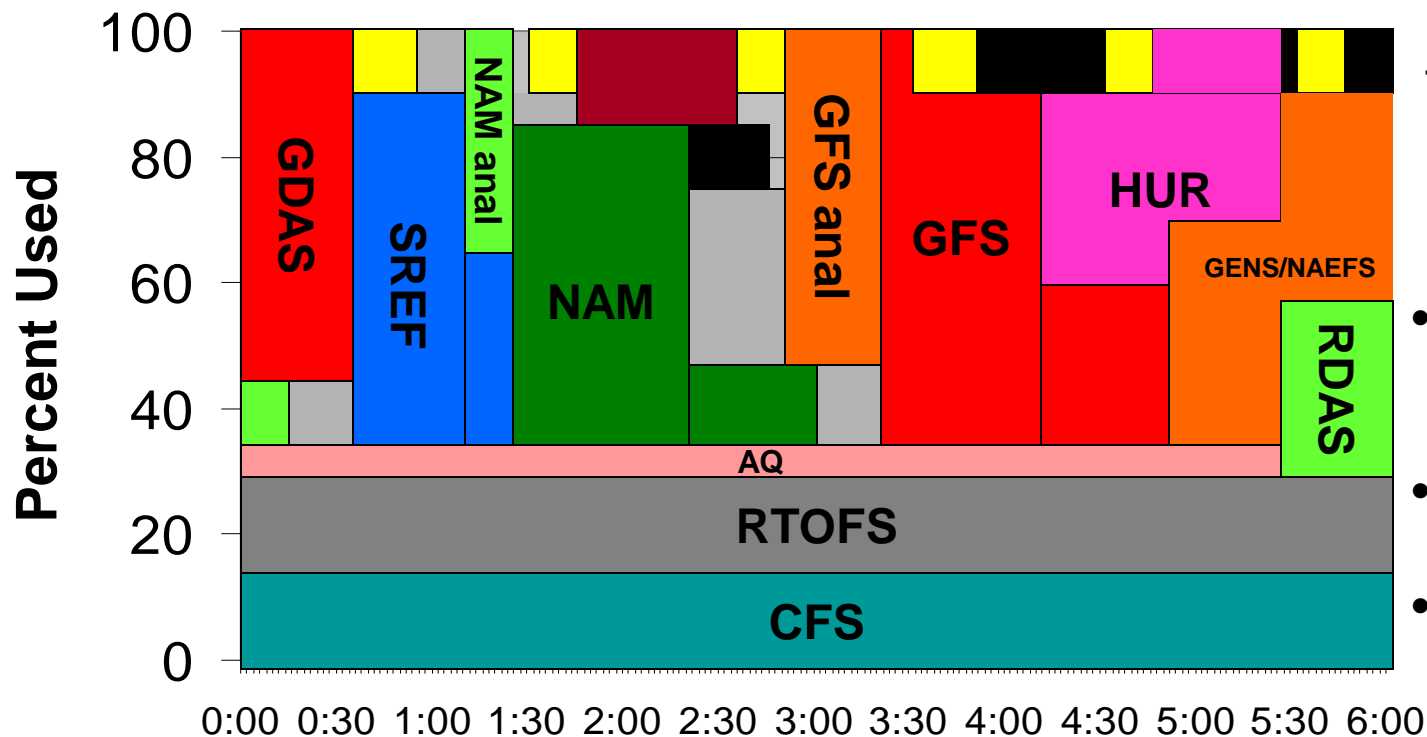 Percent Used
100
80
60
40
20
0
GDAS
SREF
NAM anal
NAM
GFS anal
GFS
HUR
GENS/NAEFS
RDAS
AQ
RTOFS
CFS
0:00 0:30 1:00 1:30 2:00 2:30 3:00 3:30 4:00 4:30 5:00 5:30 6:00